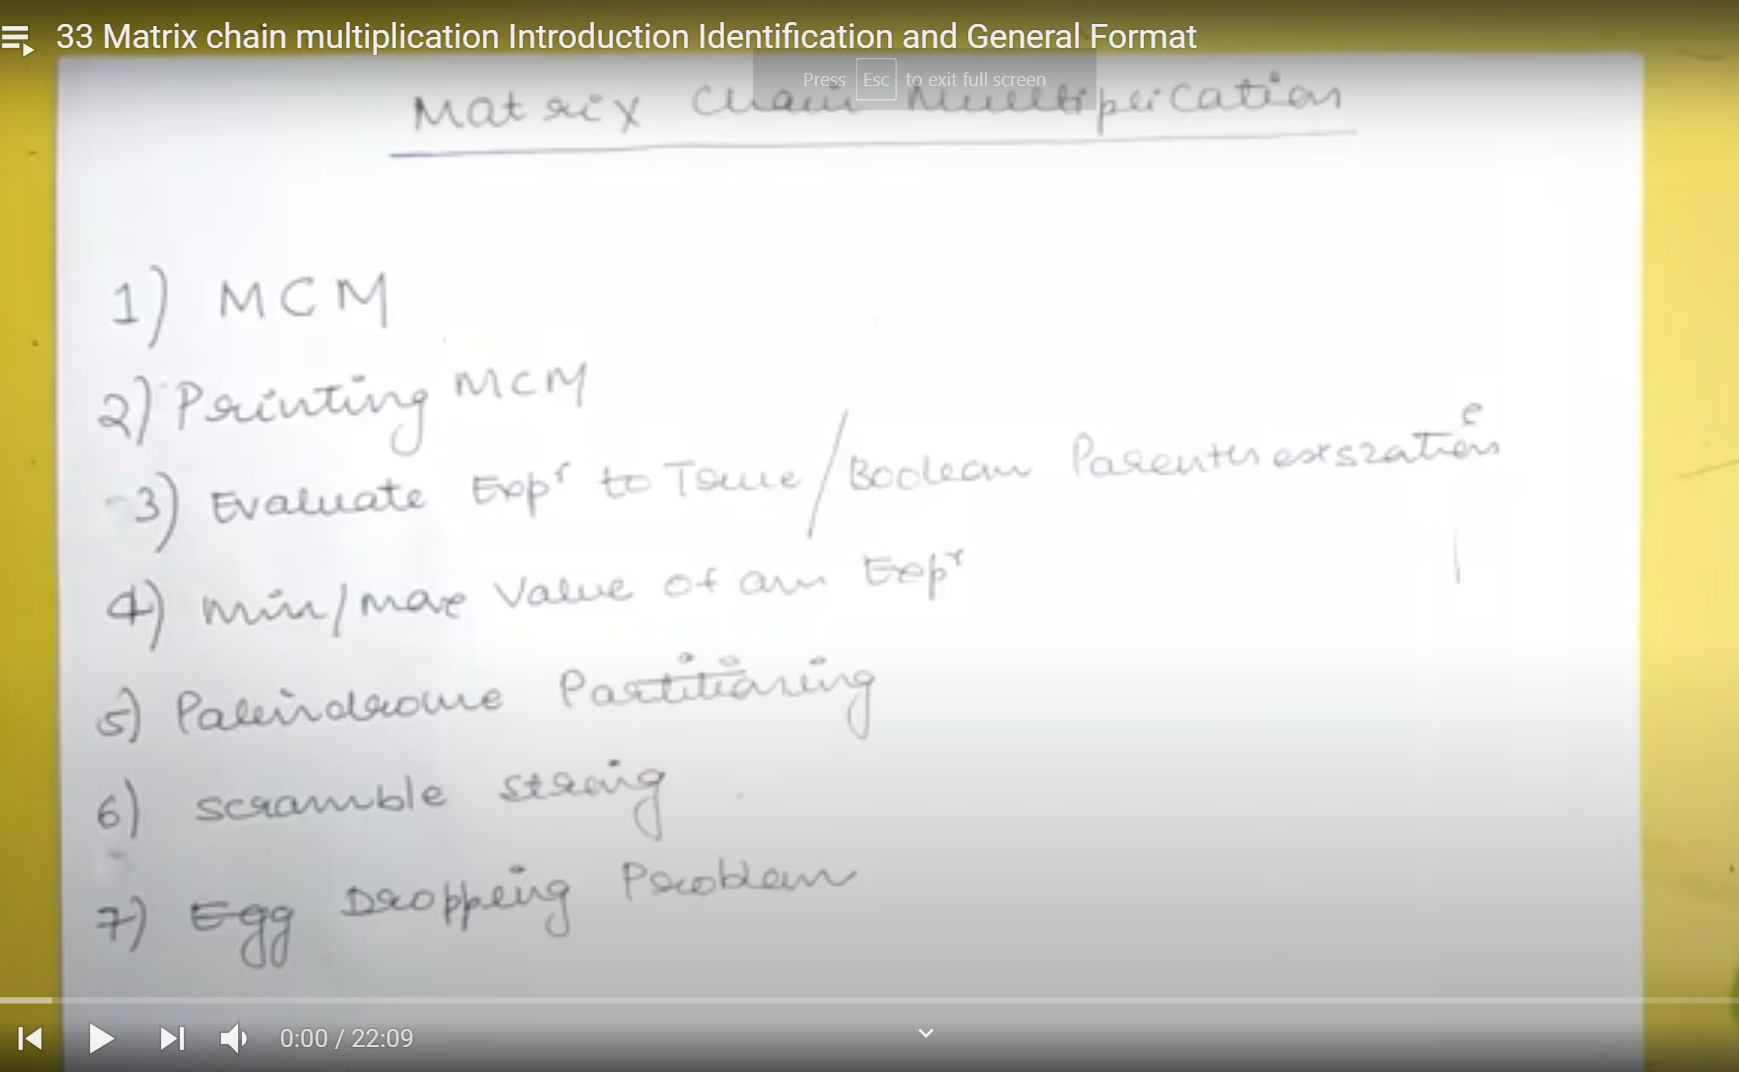 33 Matrix chain multiplication Introduction Identification and General Format
Press Esc to exit full screen
Matrix Chain Multiplication
1) MCM
2) Printing MCM
3) Evaluate Expr to True/Boolean Parenthesization
4) Min/Max Value of an Expr
5) Palindrome Partitioning
6) Scramble String
7) Egg Dropping Problem
0:00 / 22:09